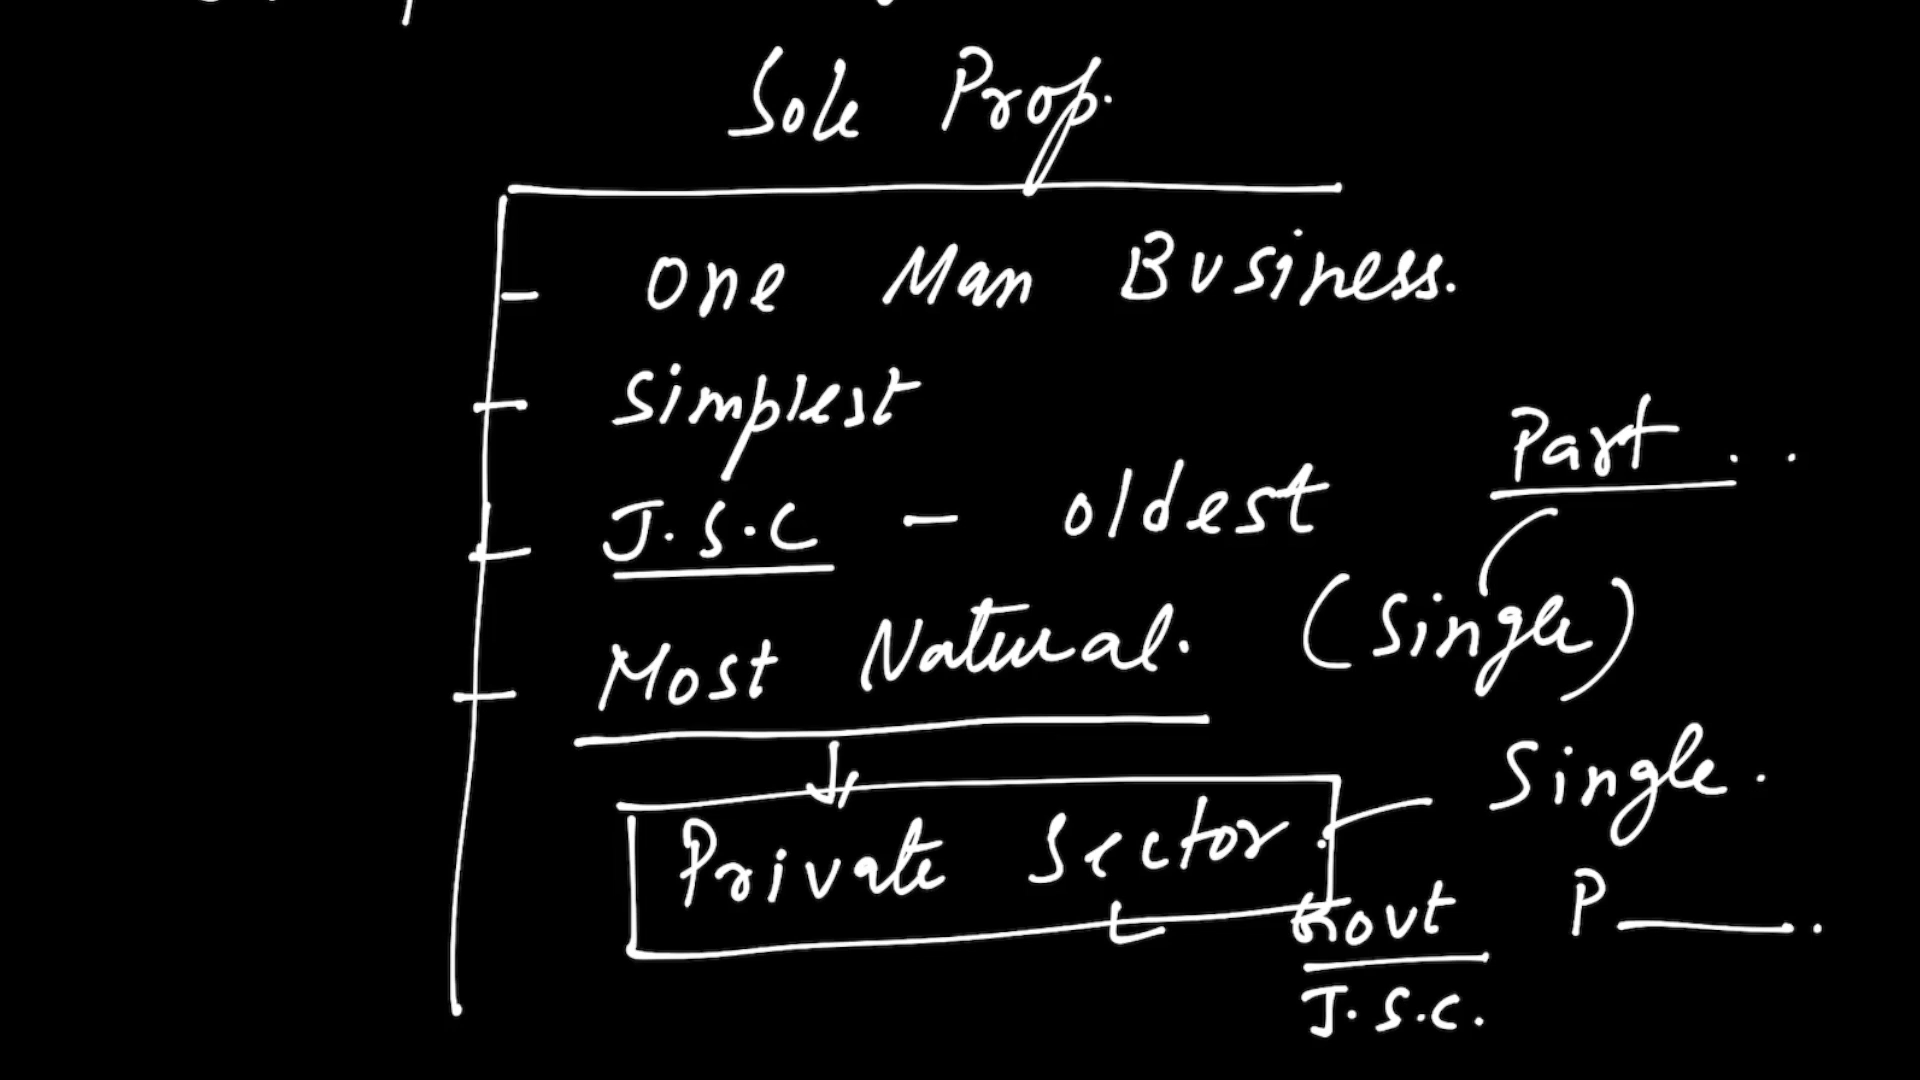 Sole Prop.
One Man Business.
Simplest
Part ..
J.S.C - oldest
Most Natural. (Single)
Single.
Private Sector.
Govt P
J.S.C.